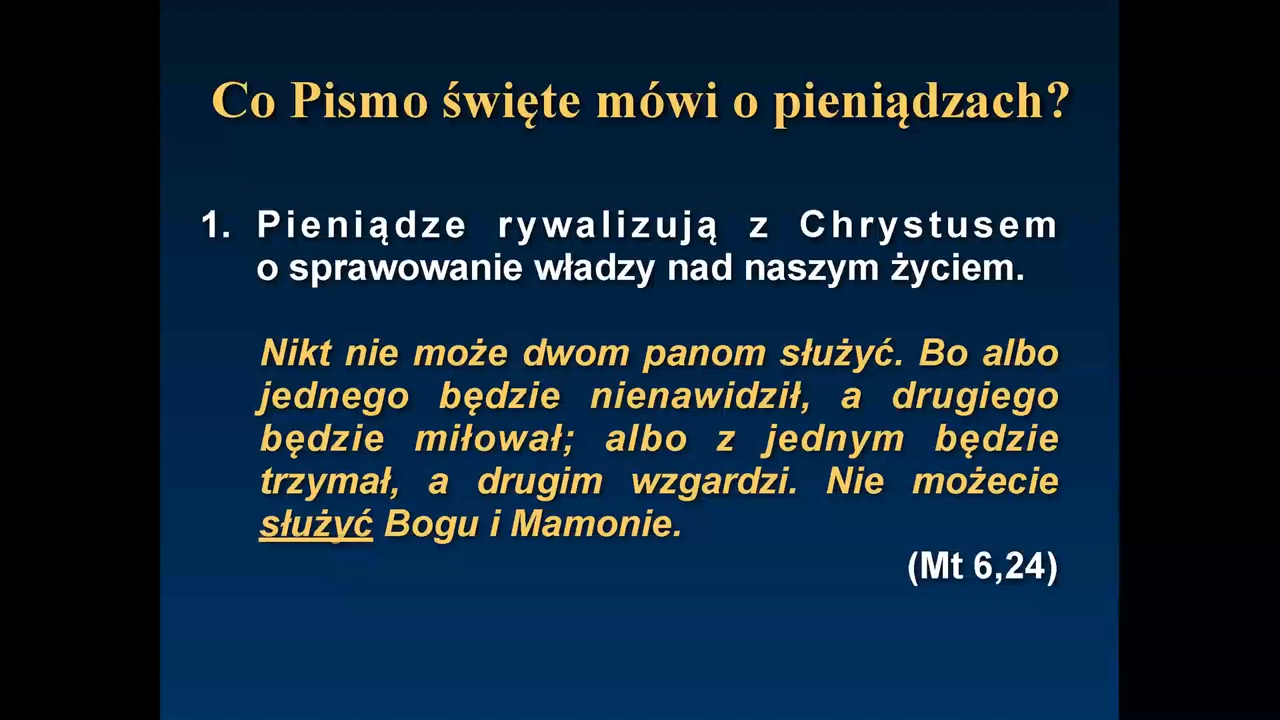 Co Pismo święte mówi o pieniądzach?
1. Pieniądze rywalizują z Chrystusem
o sprawowanie władzy nad naszym życiem.
Nikt nie może dwom panom służyć. Bo albo
jednego będzie nienawidził, a drugiego
będzie miłował; albo z jednym będzie
trzymał, a drugim wzgardzi. Nie możecie
służyć Bogu i Mamonie.
(Mt 6,24)